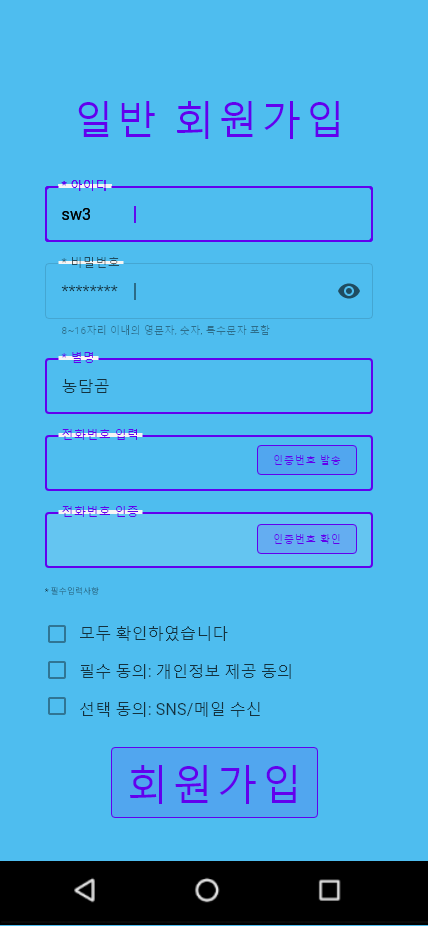 일반 회원가입
* 아이디
sw3
* 비밀번호
********
8~16자리 이내의 영문자, 숫자, 특수문자 포함
* 별명
농담곰
전화번호 입력
인증번호 발송
전화번호 인증
인증번호 확인
* 필수입력사항
모두 확인하였습니다
필수 동의: 개인정보 제공 동의
선택 동의: SNS/메일 수신
회원가입